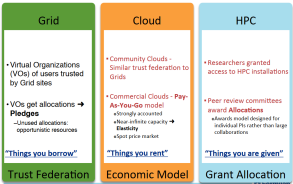 Grid
Virtual Organizations
(VOs) of users trusted
by Grid sites
VOs get allocations ➔
Pledges
Unused allocations:
opportunistic resources
"Things you borrow"
Trust Federation
Cloud
Community Clouds -
Similar trust federation to
Grids
Commercial Clouds - Pay-
As-You-Go model
Strongly accounted
Near-infinite capacity ➔
Elasticity
Spot price market
"Things you rent"
Economic Model
HPC
Researchers granted
access to HPC installations
Peer review committees
award Allocations
Awards model designed for
individual PIs rather than large
collaborations
"Things you are given"
Grant Allocation